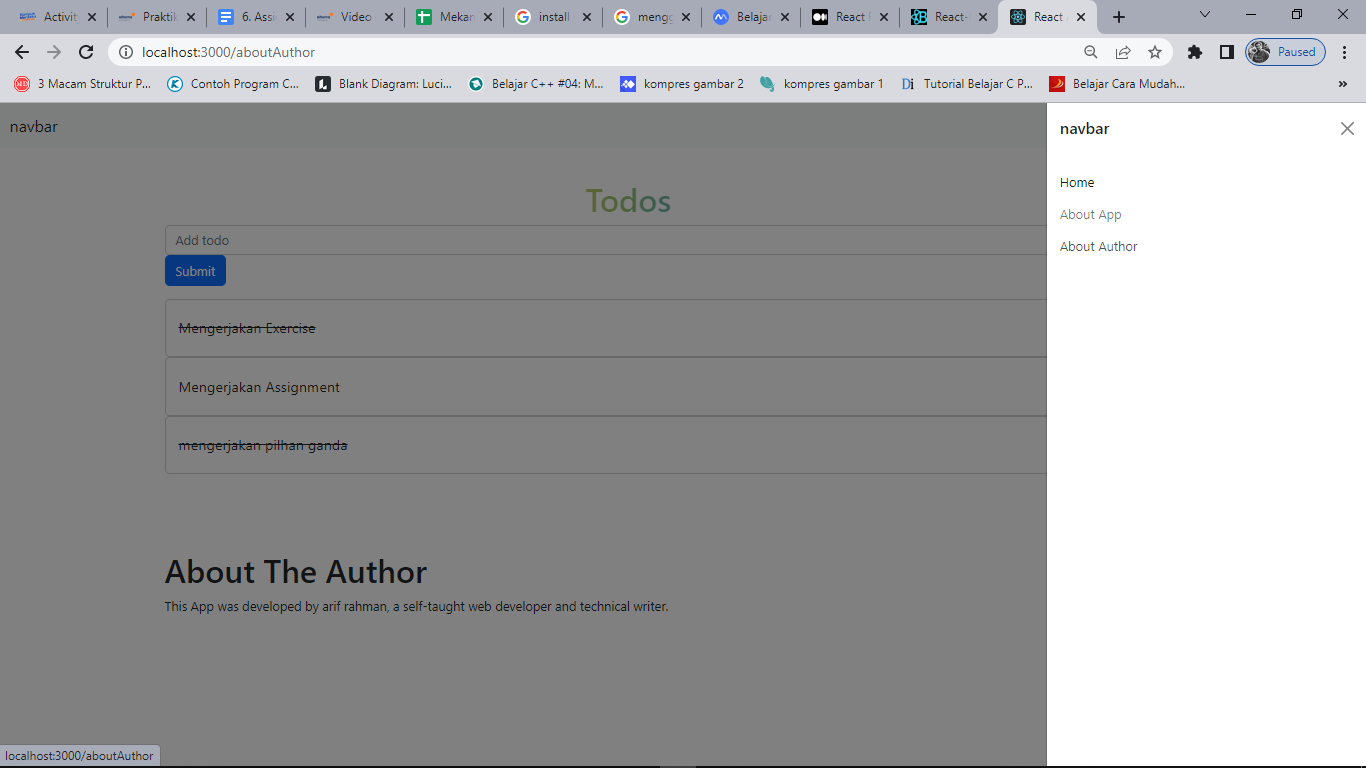 Activity
Praktik
6. Assi
Video
Mekan
install
mengg
Belajar
React
React-
React
localhost:3000/aboutAuthor
Paused
3 Macam Struktur P...
Contoh Program C...
Blank Diagram: Luci...
Belajar C++ #04: M...
kompres gambar 2
kompres gambar 1
Tutorial Belajar C P...
Belajar Cara Mudah...
»
navbar
Todos
Add todo
Submit
Mengerjakan Exercise
Mengerjakan Assignment
mengerjakan pilhan ganda
About The Author
This App was developed by arif rahman, a self-taught web developer and technical writer.
navbar
Home
About App
About Author
localhost:3000/aboutAuthor